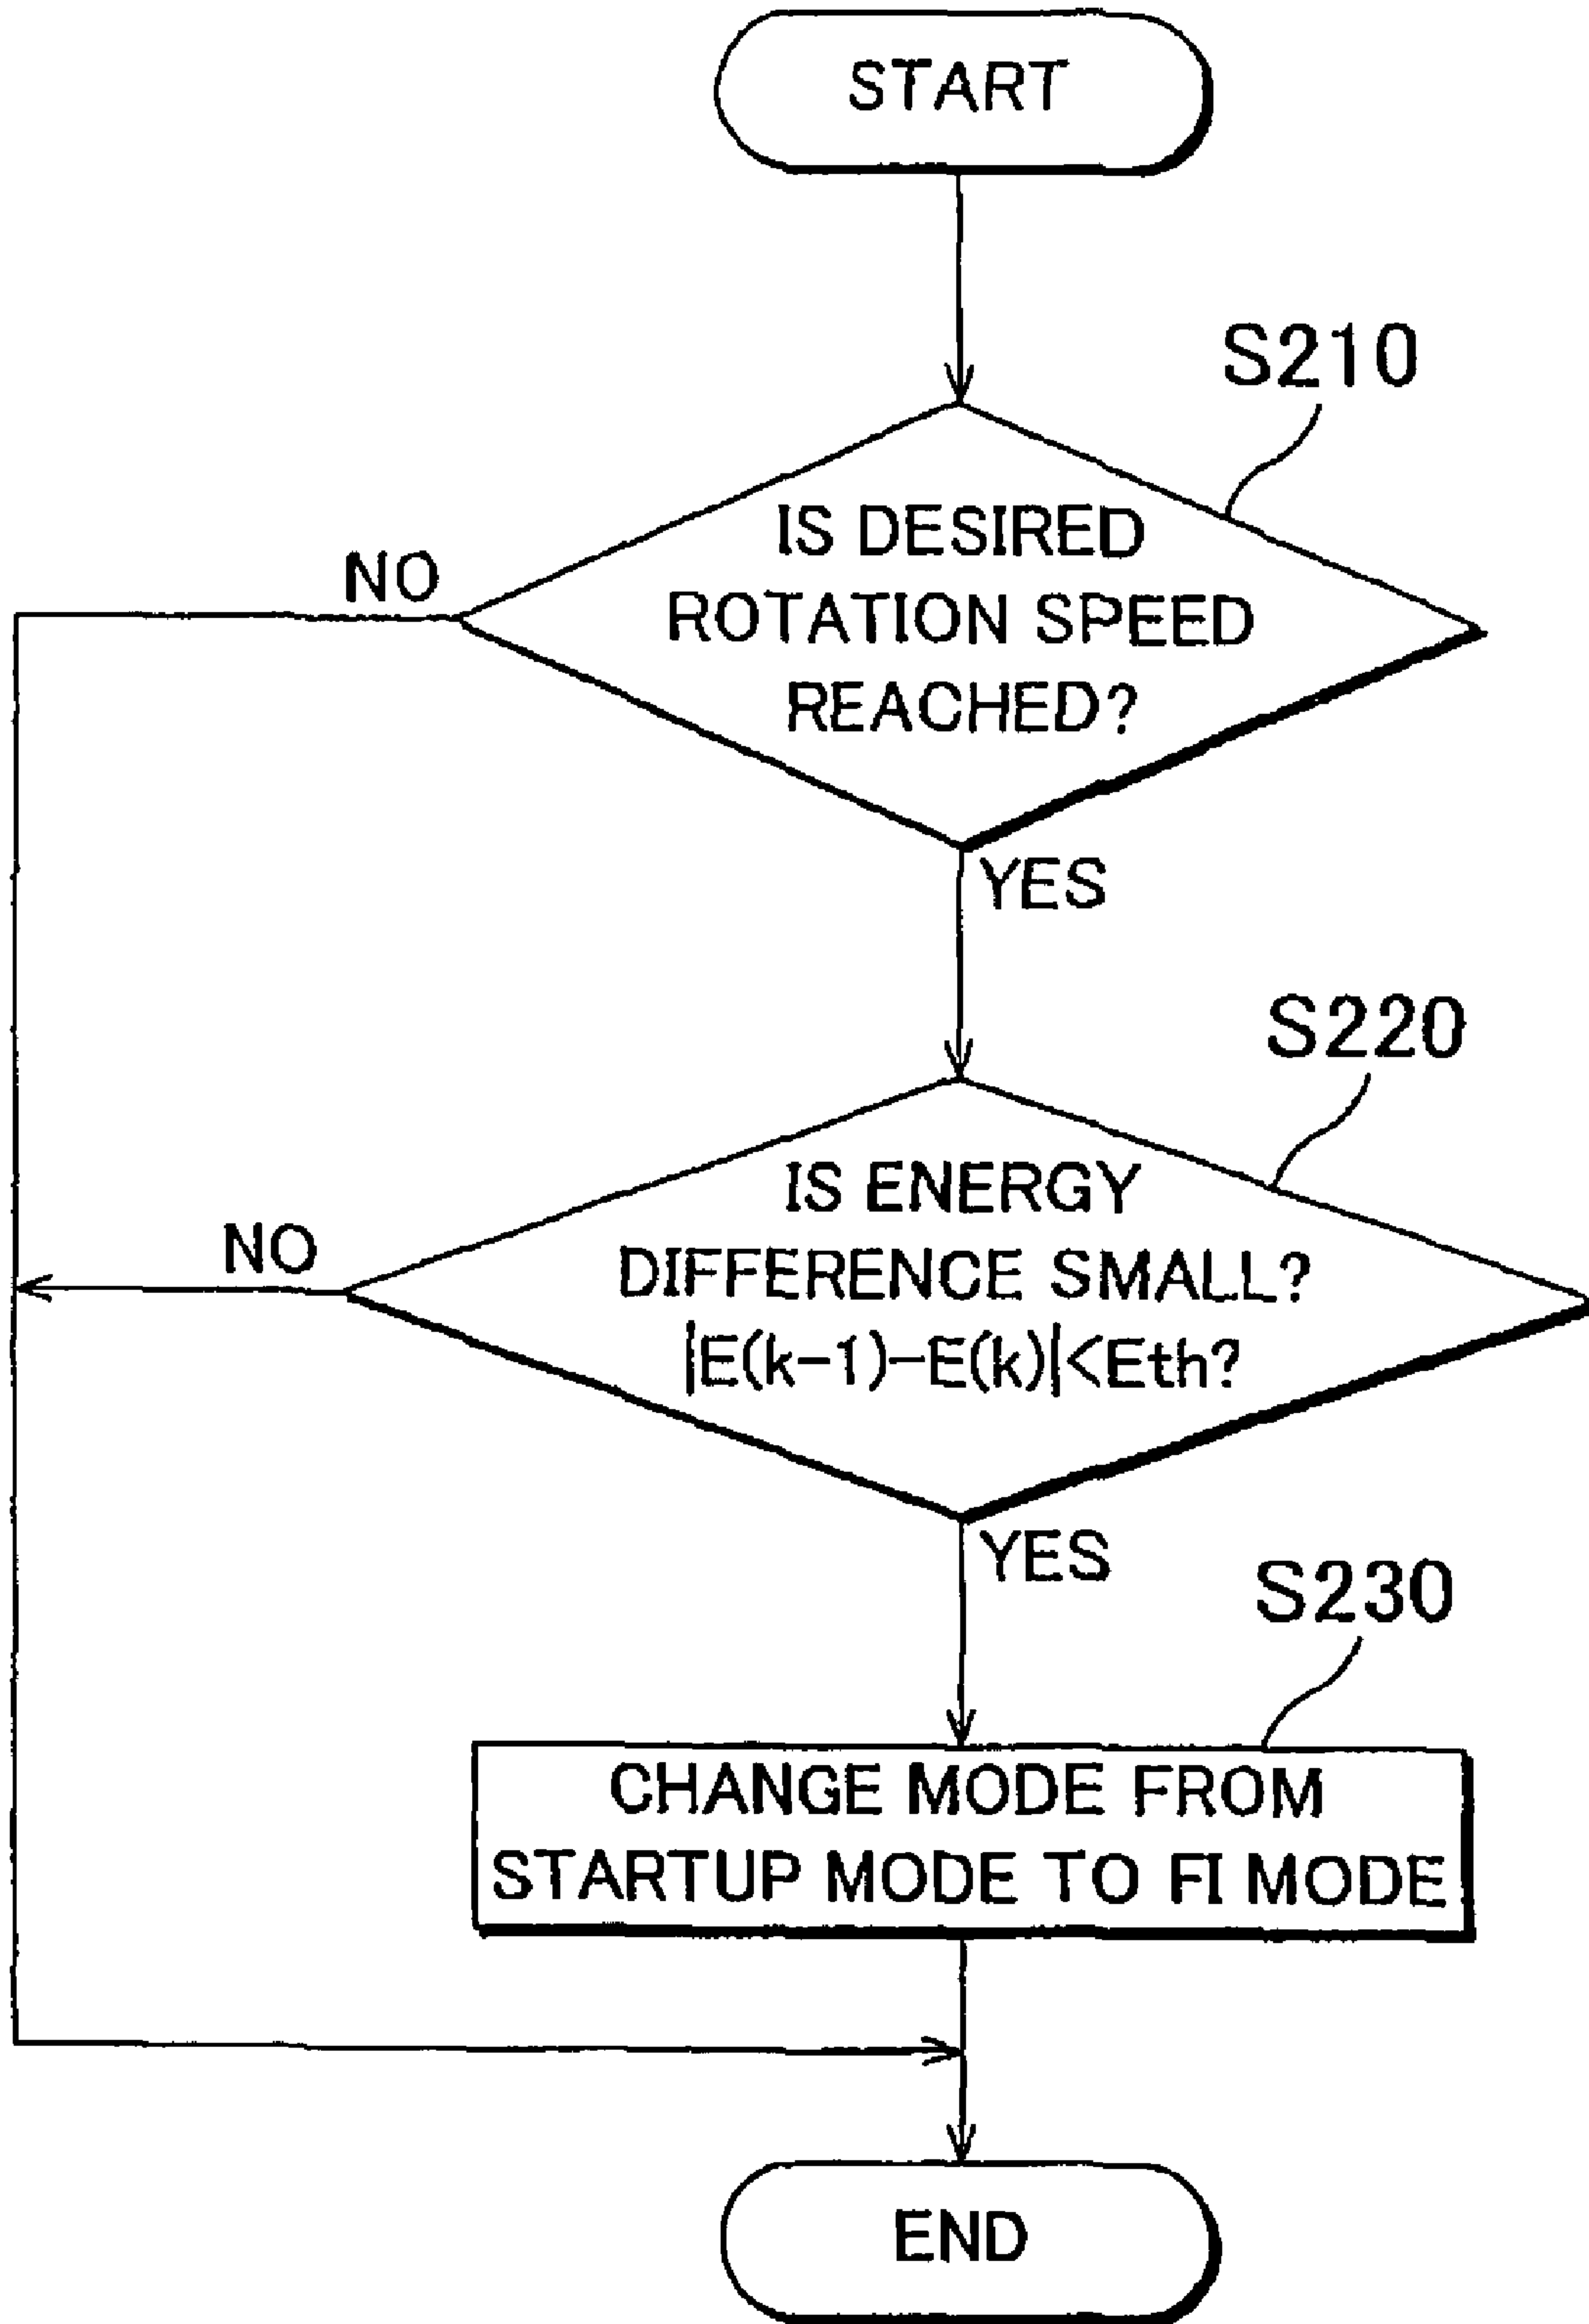 START
S210
IS DESIRED
ROTATION SPEED
REACHED?
NO
YES
S220
IS ENERGY
DIFFERENCE SMALL?
|E(k-1)-E(k)|<Eth?
NO
YES
S230
CHANGE MODE FROM
STARTUP MODE TO FI MODE
END